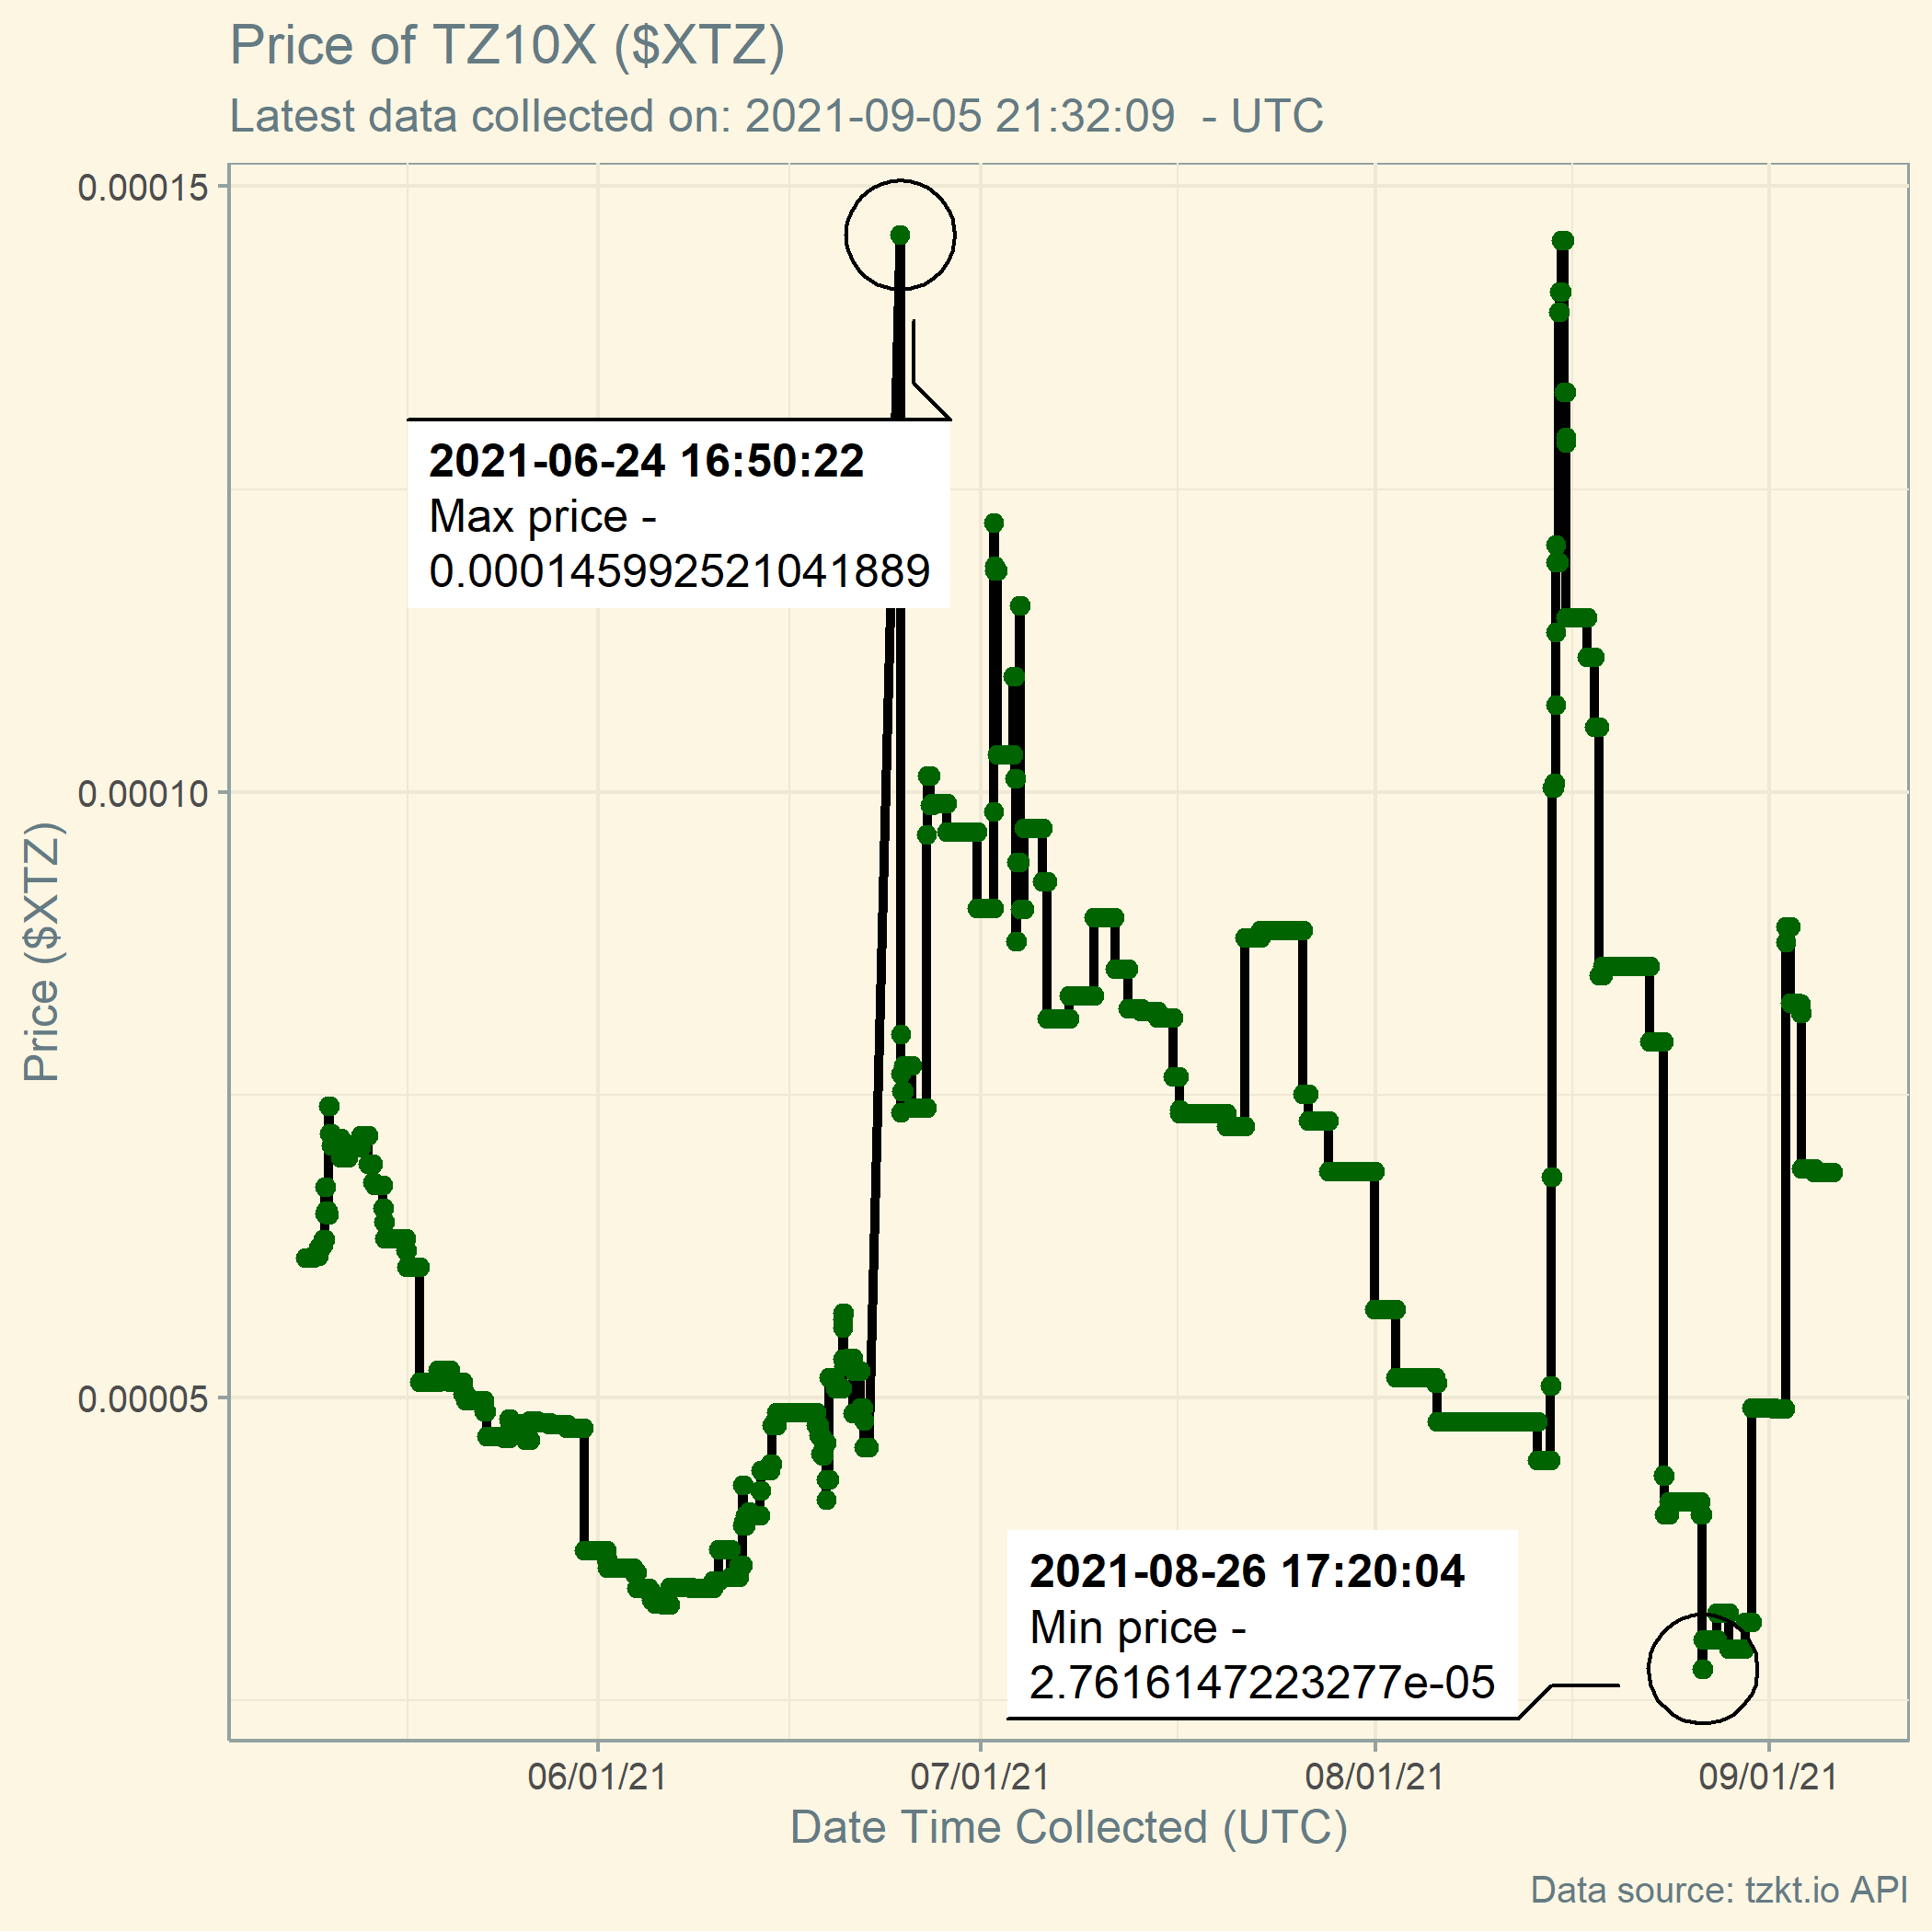 Price of TZ10X ($XTZ)
Latest data collected on: 2021-09-05 21:32:09  - UTC
0.00015
0.00010
0.00005
Price ($XTZ)
2021-06-24 16:50:22
Max price -
0.000145992521041889
2021-08-26 17:20:04
Min price -
2.7616147223277e-05
06/01/21
07/01/21
08/01/21
09/01/21
Date Time Collected (UTC)
Data source: tzkt.io API